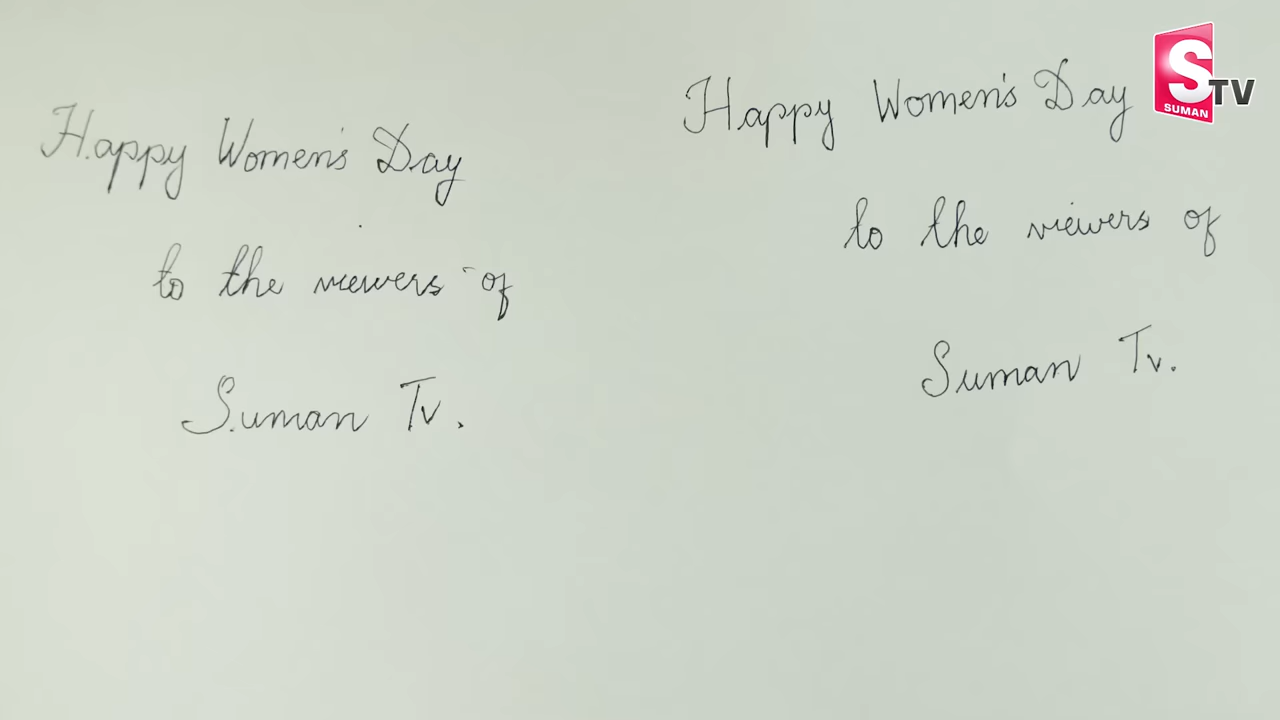 Happy Women's Day
to the viewers of
Suman Tv.
Happy Women's Day
to the viewers of
Suman Tv.
S TV
SUMAN